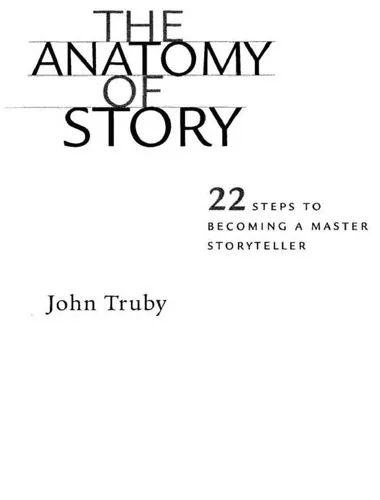 THE
ANATOMY
OF
STORY
22 STEPS TO
BECOMING A MASTER
STORYTELLER
John Truby